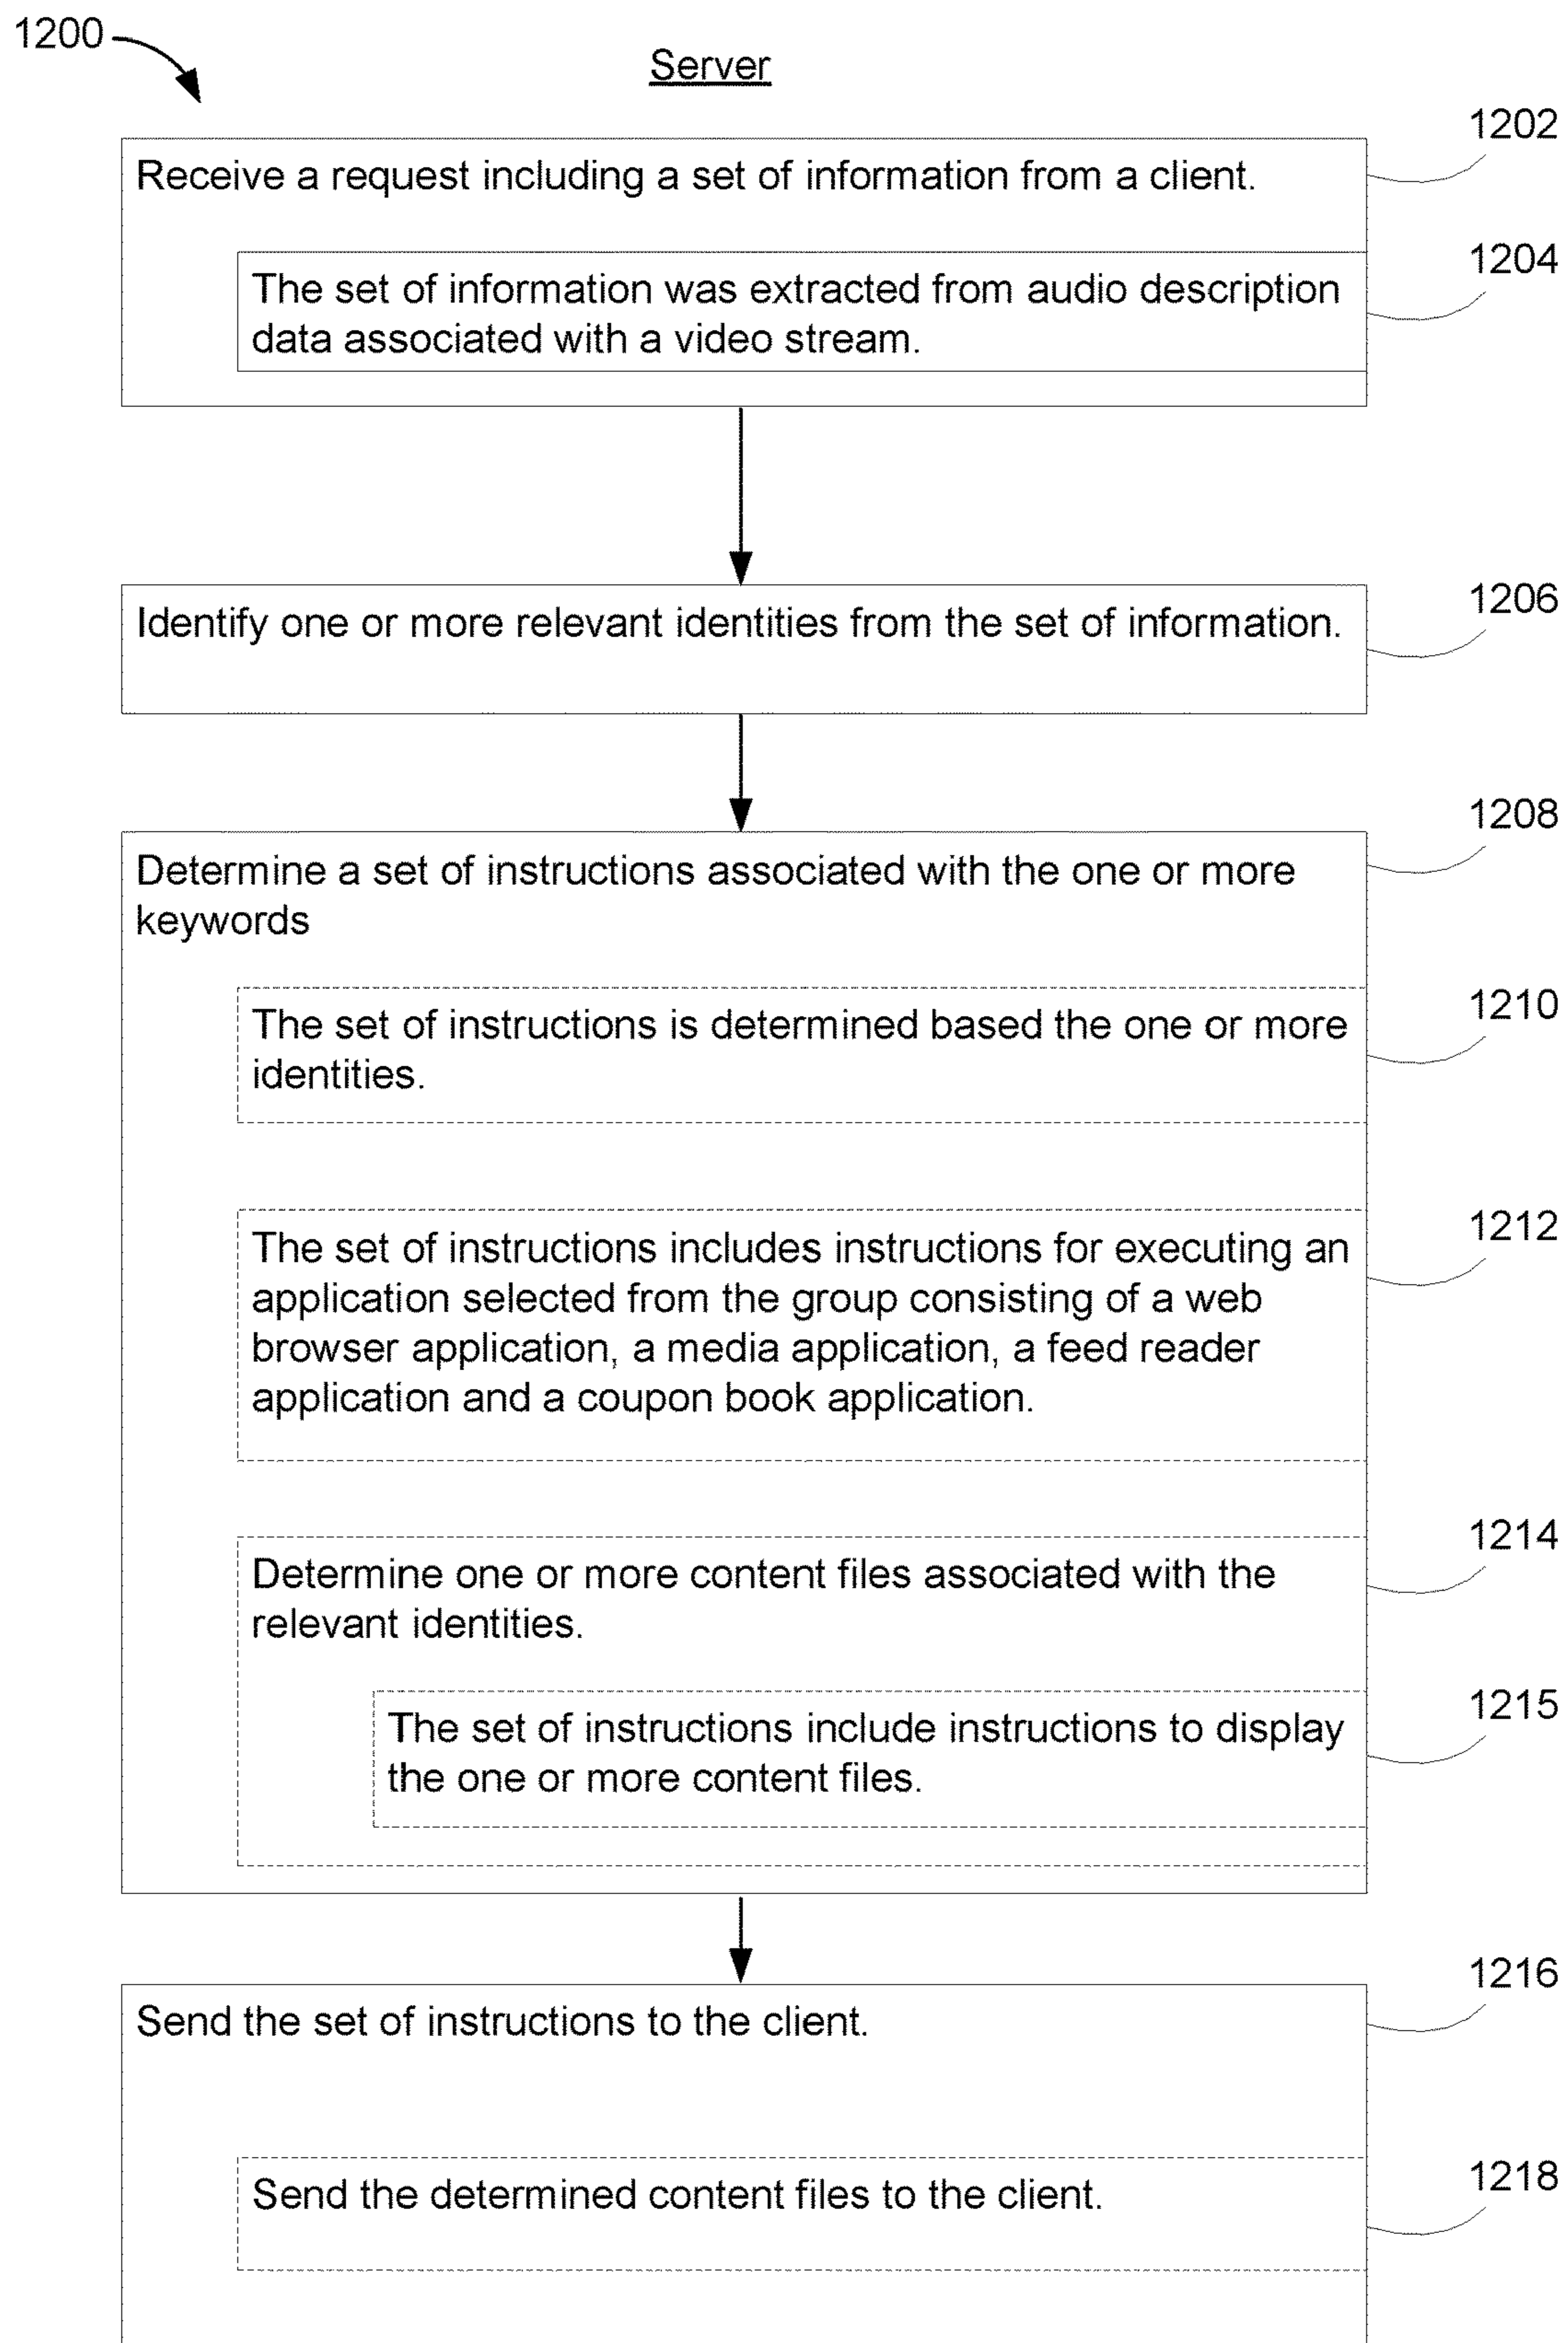 1200
Server
1202
Receive a request including a set of information from a client.
1204
The set of information was extracted from audio description
data associated with a video stream.
1206
Identify one or more relevant identities from the set of information.
1208
Determine a set of instructions associated with the one or more
keywords
1210
The set of instructions is determined based the one or more
identities.
1212
The set of instructions includes instructions for executing an
application selected from the group consisting of a web
browser application, a media application, a feed reader
application and a coupon book application.
1214
Determine one or more content files associated with the
relevant identities.
1215
The set of instructions include instructions to display
the one or more content files.
1216
Send the set of instructions to the client.
1218
Send the determined content files to the client.